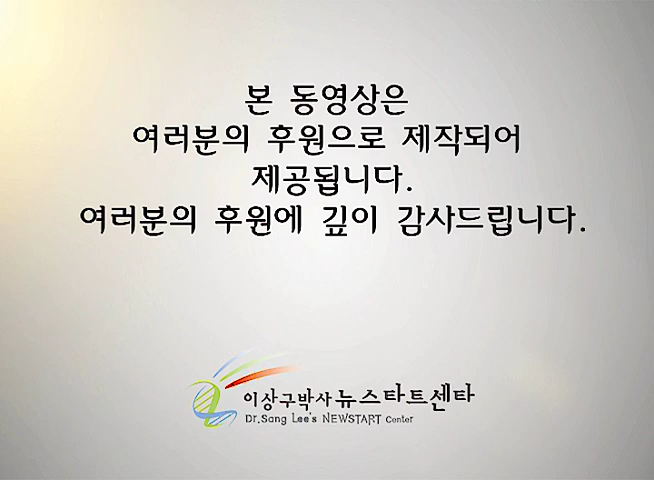 본 동영상은
여러분의 후원으로 제작되어
제공됩니다.
여러분의 후원에 깊이 감사드립니다.
이상구박사 뉴스타트센타
Dr.Sang Lee's NEWSTART Center